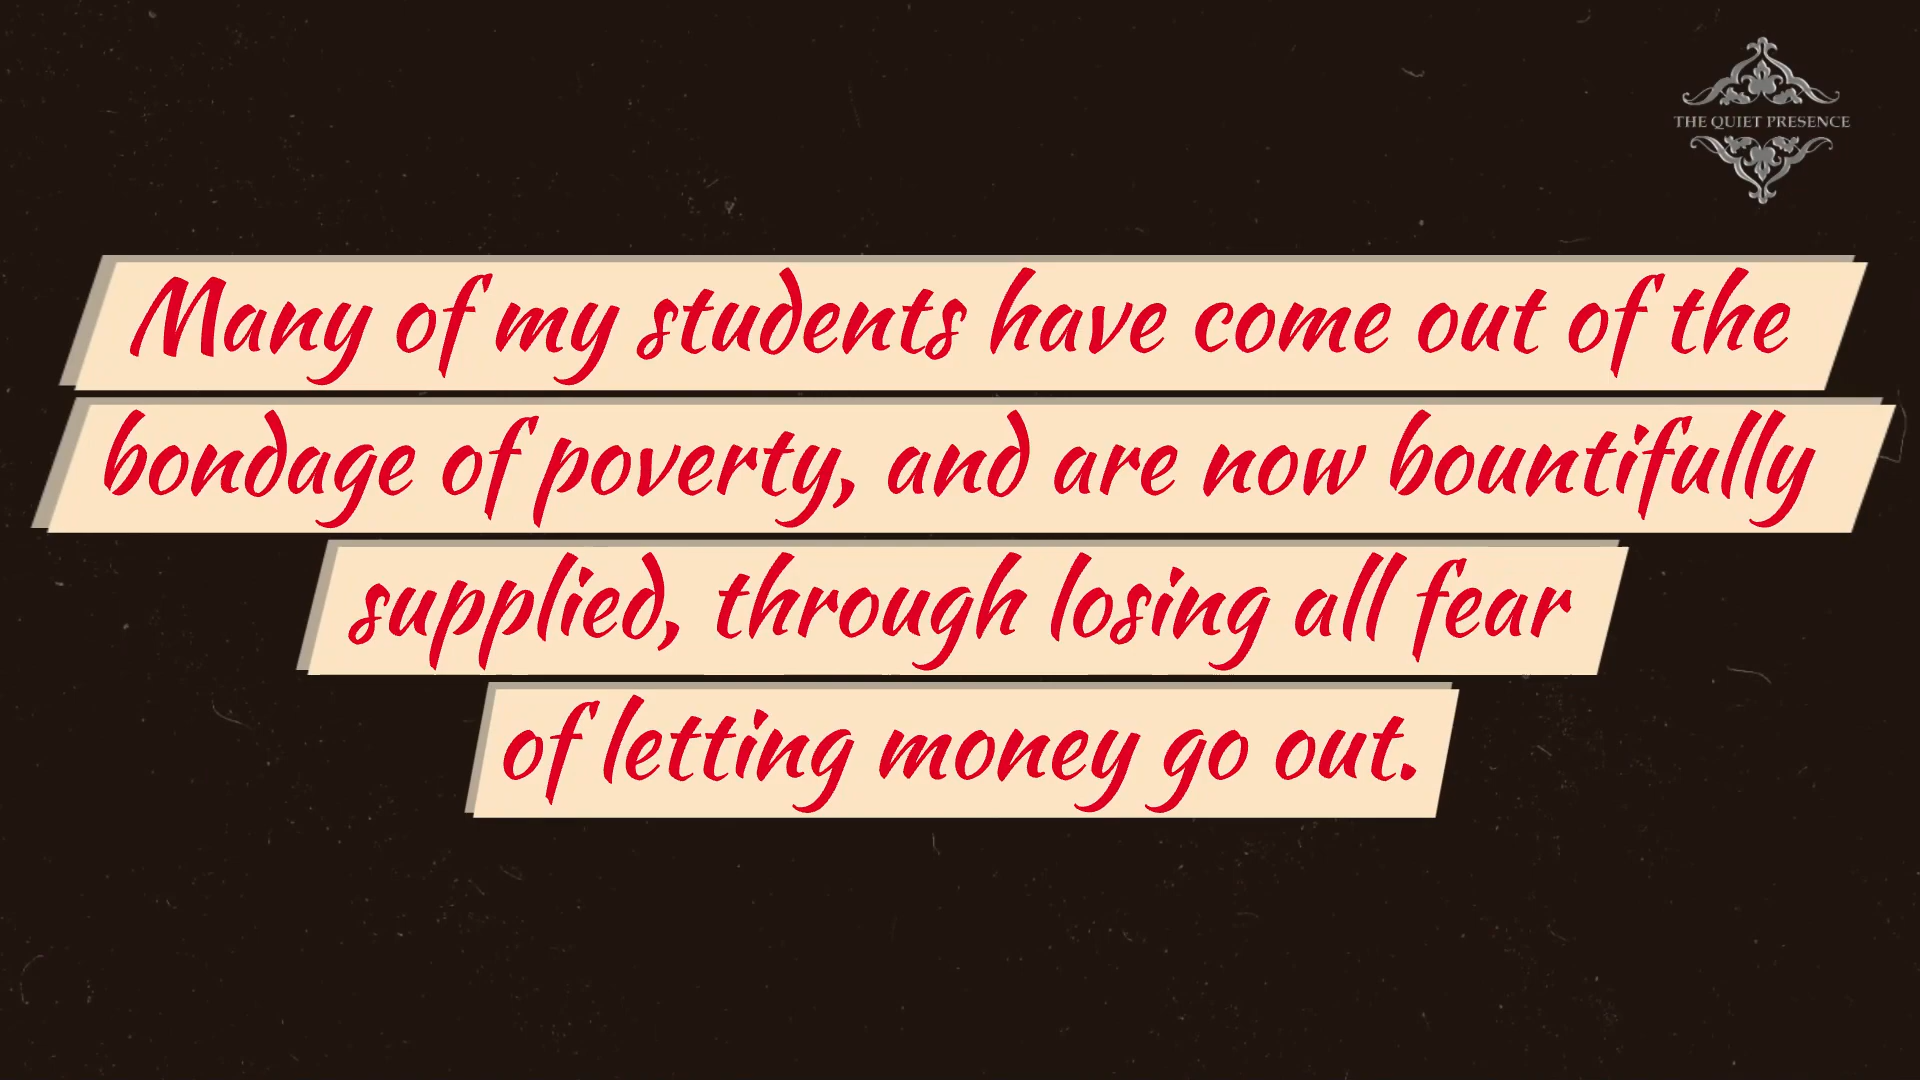 THE QUIET PRESENCE
Many of my students have come out of the
bondage of poverty, and are now bountifully
supplied, through losing all fear
of letting money go out.